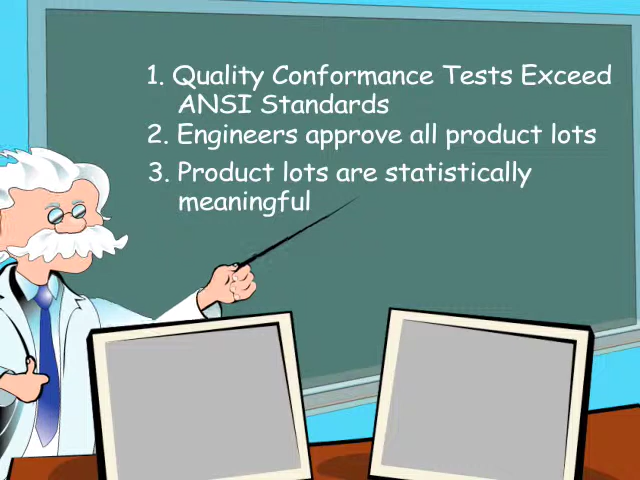 1. Quality Conformance Tests Exceed
ANSI Standards
2. Engineers approve all product lots
3. Product lots are statistically
meaningful